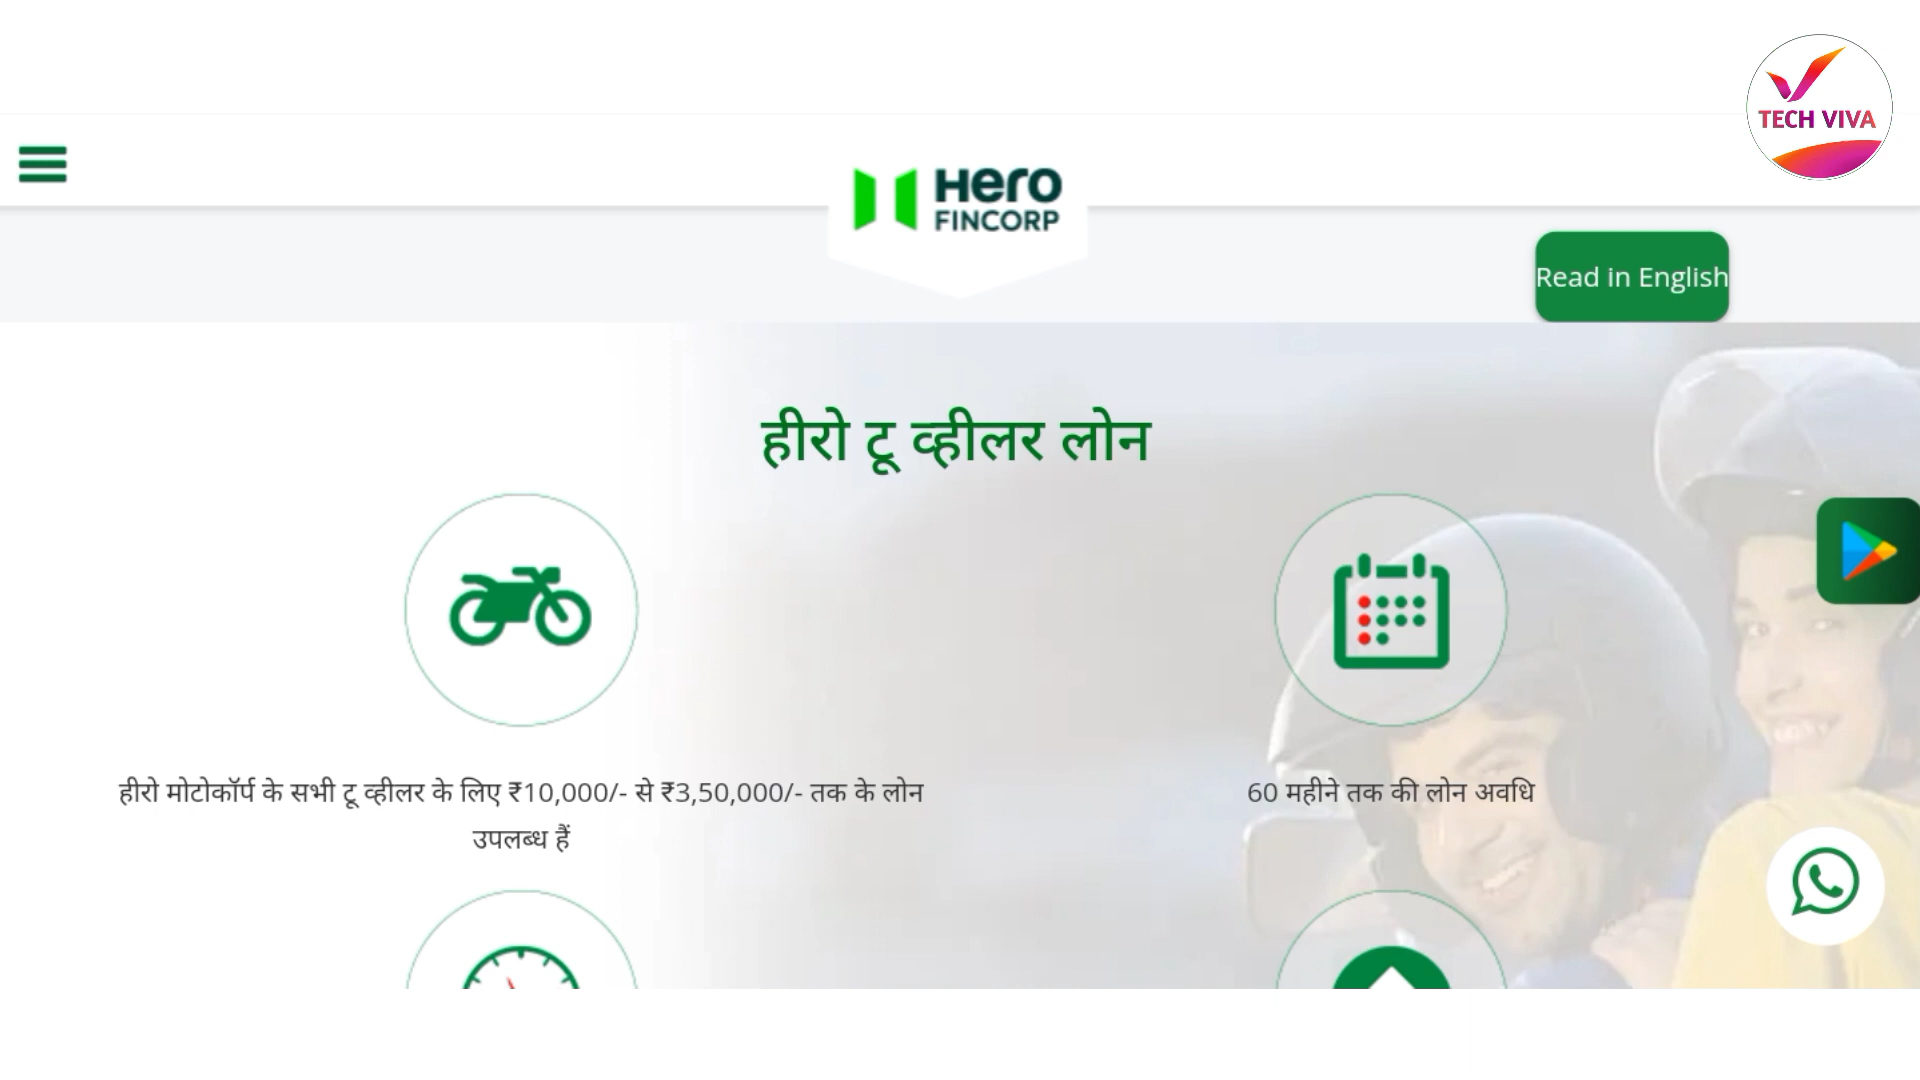 TECH VIVA
Hero
FINCORP
Read in English
हीरो टू व्हीलर लोन
हीरो मोटोकॉर्प के सभी टू व्हीलर के लिए ₹10,000/- से ₹3,50,000/- तक के लोन
उपलब्ध हैं
60 महीने तक की लोन अवधि